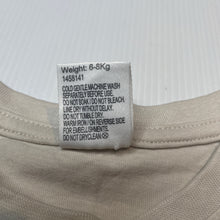 Weight: 6-8Kg
1458141
COLD GENTLE MACHINE WASH
SEPARATELY BEFORE USE.
DO NOT SOAK / DO NOT BLEACH.
LINE DRY WITHOUT DELAY.
DO NOT TUMBLE DRY.
WARM IRON ON REVERSE SIDE
FOR EMBELLISHMENTS.
DO NOT DRYCLEAN